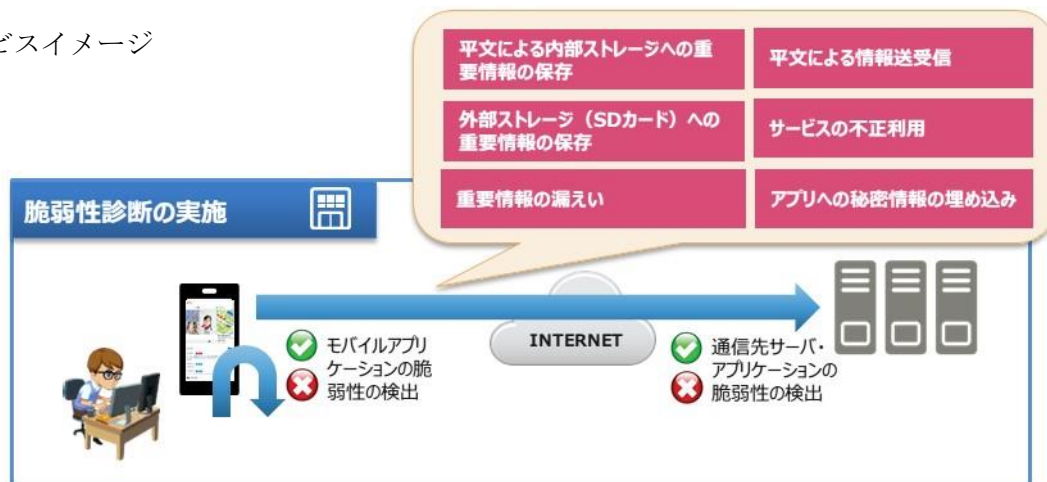 ビスイメージ
平文による内部ストレージへの重
要情報の保存
平文による情報送受信
外部ストレージ（SDカード）への
重要情報の保存
サービスの不正利用
重要情報の漏えい
アプリへの秘密情報の埋め込み
脆弱性診断の実施
モバイルアプリ
ケーションの脆
弱性の検出
INTERNET
通信先サーバ・
アプリケーションの
脆弱性の検出